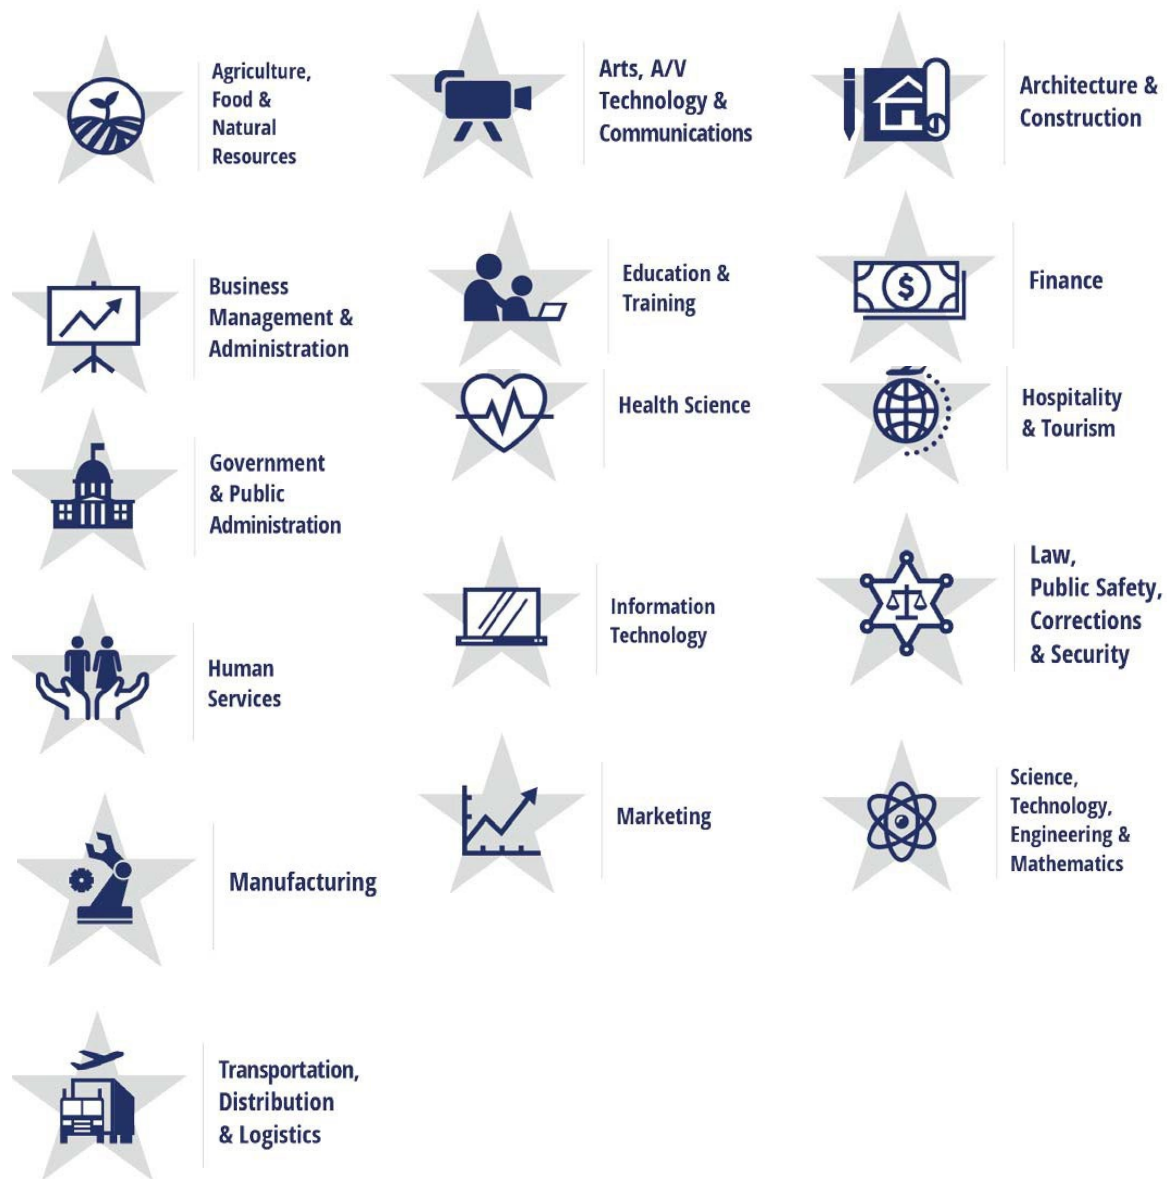 Agriculture,
Food &
Natural
Resources
Arts, A/V
Technology &
Communications
Architecture &
Construction
Business
Management &
Administration
Education &
Training
$
Finance
Health Science
Hospitality
& Tourism
Government
& Public
Administration
Information
Technology
Law,
Public Safety,
Corrections
& Security
Human
Services
Marketing
Science,
Technology,
Engineering &
Mathematics
Manufacturing
Transportation,
Distribution
& Logistics